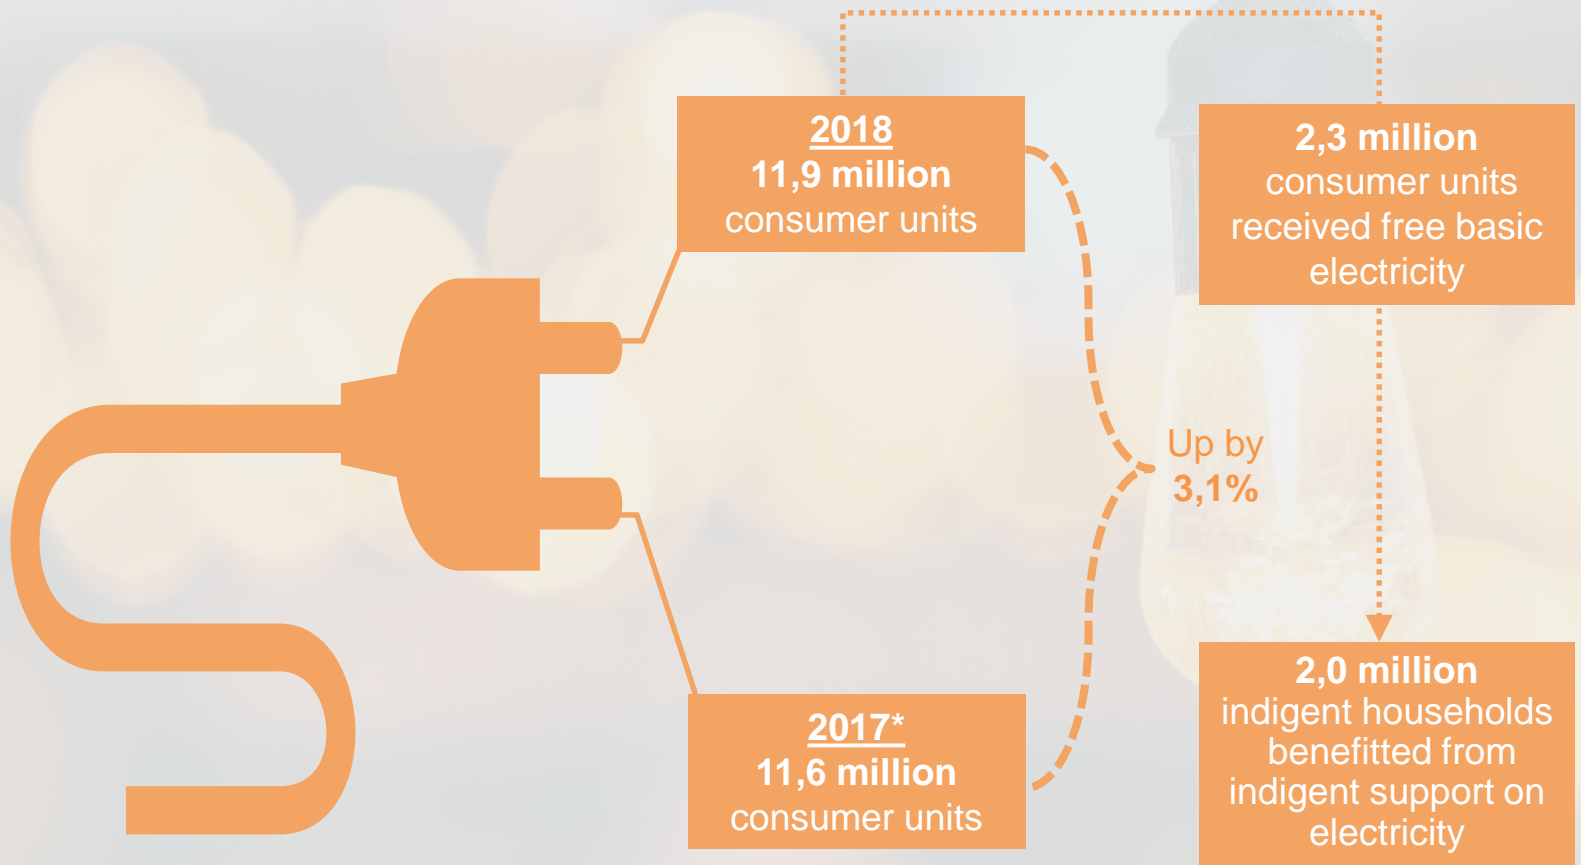 2018
11,9 million
consumer units
2,3 million
consumer units
received free basic
electricity
Up by
3,1%
2017*
11,6 million
consumer units
2,0 million
indigent households
benefitted from
indigent support on
electricity